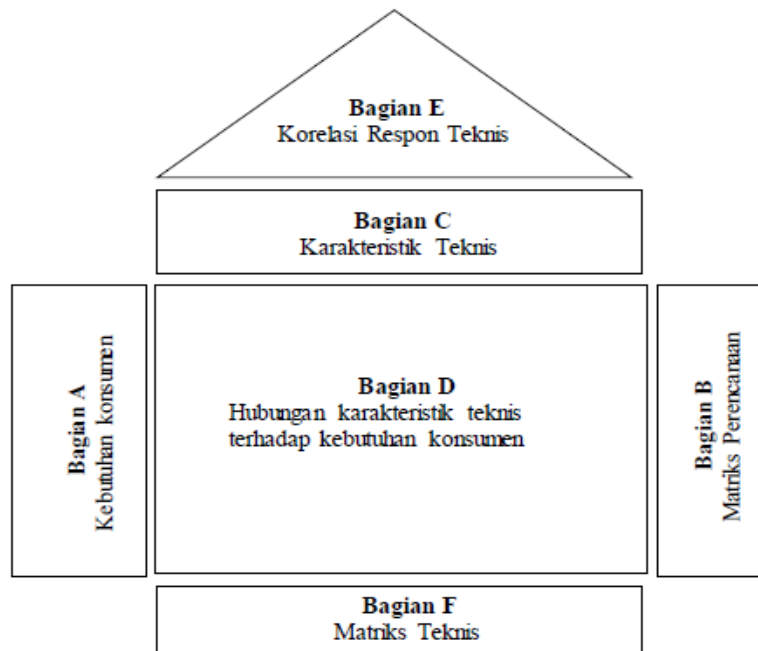 Bagian E
Korelasi Respon Teknis
Bagian C
Karakteristik Teknis
Bagian A
Kebutuhan konsumen
Bagian D
Hubungan karakteristik teknis
terhadap kebutuhan konsumen
Bagian B
Matriks Perencanaan
Bagian F
Matriks Teknis